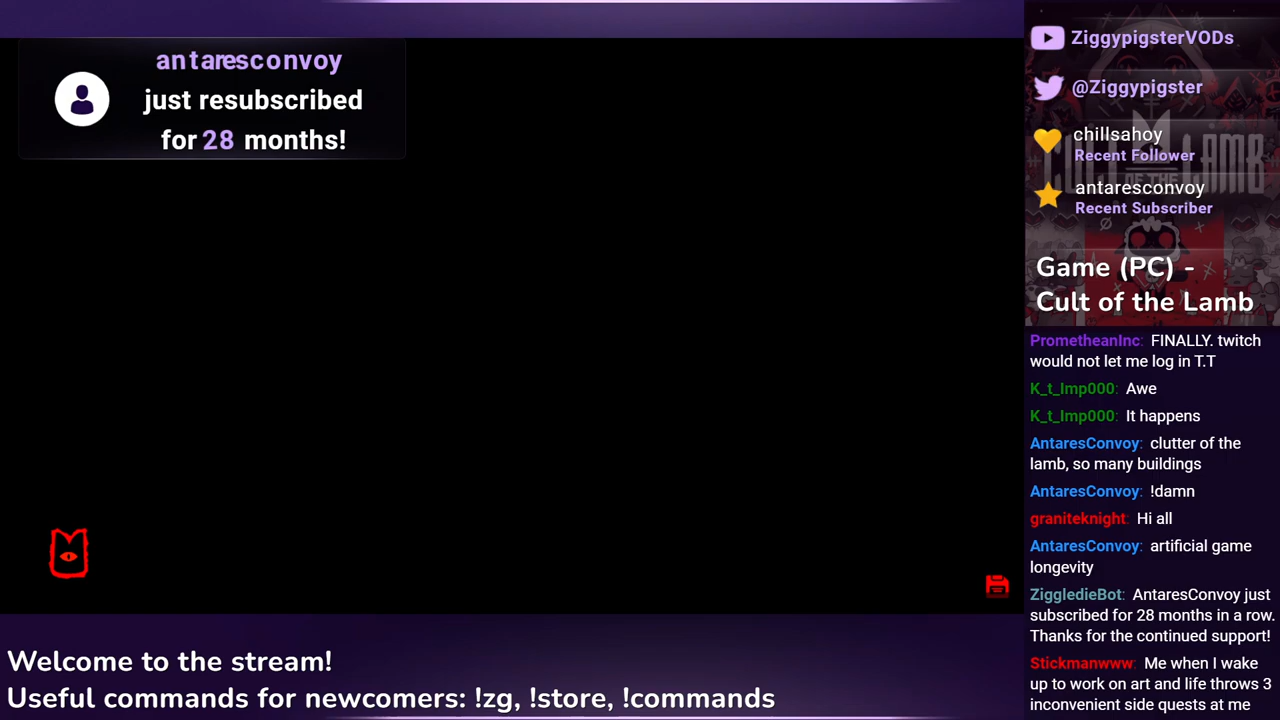 antaresconvoy
just resubscribed
for 28 months!
ZiggypigsterVODs
@Ziggypigster
chillsahoy
Recent Follower
antaresconvoy
Recent Subscriber
CULT
OF THE
LAMB
Game (PC) -
Cult of the Lamb
PrometheanInc: FINALLY. twitch
would not let me log in T.T
K_t_Imp000: Awe
K_t_Imp000: It happens
AntaresConvoy: clutter of the
lamb, so many buildings
AntaresConvoy: !damn
graniteknight: Hi all
AntaresConvoy: artificial game
longevity
ZiggledieBot: AntaresConvoy just
subscribed for 28 months in a row.
Thanks for the continued support!
Stickmanwww: Me when I wake
up to work on art and life throws 3
inconvenient side quests at me
Welcome to the stream!
Useful commands for newcomers: !zg, !store, !commands